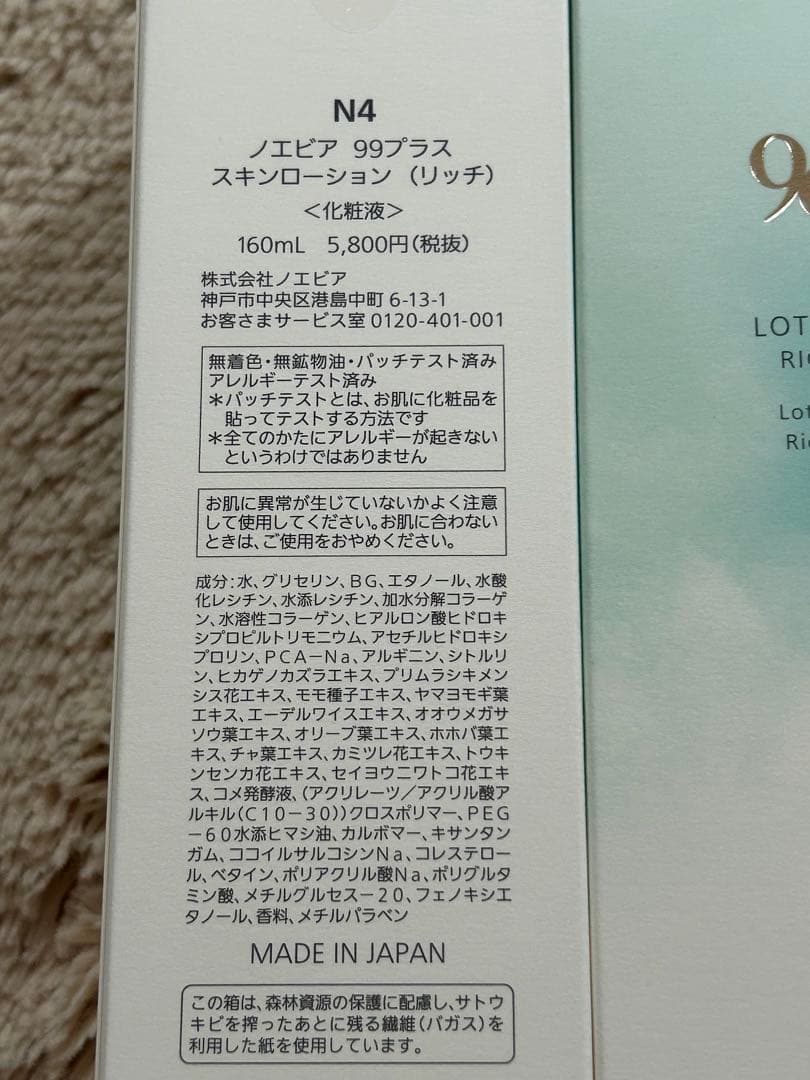 N4
ノエビア 99プラス
スキンローション（リッチ）
＜化粧液＞
160mL 5,800円(税抜)
株式会社ノエビア
神戸市中央区港島中町 6-13-1
お客さまサービス室 0120-401-001
無着色・無鉱物油・パッチテスト済み
アレルギーテスト済み
＊パッチテストとは、お肌に化粧品を
貼ってテストする方法です
＊全てのかたにアレルギーが起きない
というわけではありません
お肌に異常が生じていないかよく注意
して使用してください。お肌に合わない
ときは、ご使用をおやめください。
成分：水、グリセリン、ＢＧ、エタノール、水酸
化レシチン、水添レシチン、加水分解コラーゲ
ン、水溶性コラーゲン、ヒアルロン酸ヒドロキ
シプロピルトリモニウム、アセチルヒドロキシ
プロリン、ＰＣＡ－Ｎａ、アルギニン、シトルリ
ン、ヒカゲノカズラエキス、プリムラシキメン
シス花エキス、モモ種子エキス、ヤマヨモギ葉
エキス、エーデルワイスエキス、オオウメガサ
ソウ葉エキス、オリーブ葉エキス、ホホバ葉エ
キス、チャ葉エキス、カミツレ花エキス、トウキ
ンセンカ花エキス、セイヨウニワトコ花エキ
ス、コメ発酵液、（アクリレーツ／アクリル酸ア
ルキル（Ｃ１０－３０））クロスポリマー、ＰＥＧ
－６０水添ヒマシ油、カルボマー、キサンタン
ガム、ココイルサルコシンＮａ、コレステロー
ル、ベタイン、ポリアクリル酸Ｎａ、ポリグルタ
ミン酸、メチルグルセス－２０、フェノキシエ
タノール、香料、メチルパラベン
MADE IN JAPAN
この箱は、森林資源の保護に配慮し、サトウ
キビを搾ったあとに残る繊維（バガス）を
利用した紙を使用しています。
9
LOT
RI
Lot
Ri